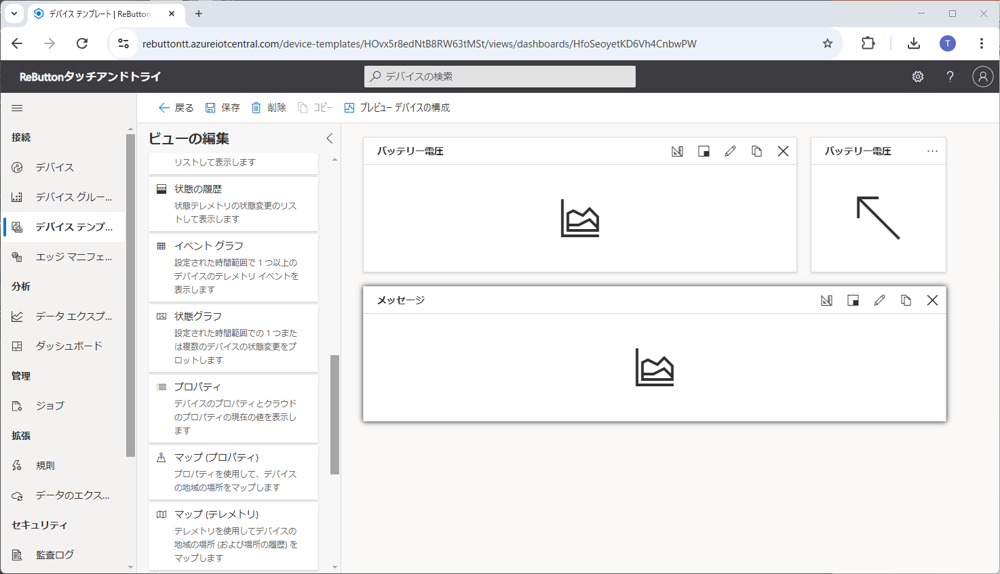 デバイス テンプレート | ReButton
rebuttontt.azureiotcentral.com/device-templates/HOvx5r8edNtB8RW63tMSt/views/dashboards/HfoSeoyetKD6Vh4CnbwPW
T
ReButtonタッチアンドトライ
デバイスの検索
戻る
保存
削除
コピー
プレビュー デバイスの構成
接続
デバイス
デバイス グルー...
デバイス テンプ...
エッジ マニフェ...
分析
データ エクスプ...
ダッシュボード
管理
ジョブ
拡張
規則
データのエクス...
セキュリティ
監査ログ
ビューの編集
リストして表示します
状態の履歴
状態テレメトリの状態変更のリス
トして表示します
イベント グラフ
設定された時間範囲で 1 つ以上の
デバイスのテレメトリ イベントを
表示します
状態グラフ
設定された時間範囲での 1 つまた
は複数のデバイスの状態変更をプ
ロットします
プロパティ
デバイスのプロパティとクラウド
のプロパティの現在の値を表示し
ます
マップ (プロパティ)
プロパティを使用して、デバイス
の地域の場所をマップします
マップ (テレメトリ)
テレメトリを使用してデバイスの
地域の場所 (および場所の履歴) を
マップします
バッテリー電圧
バッテリー電圧
メッセージ